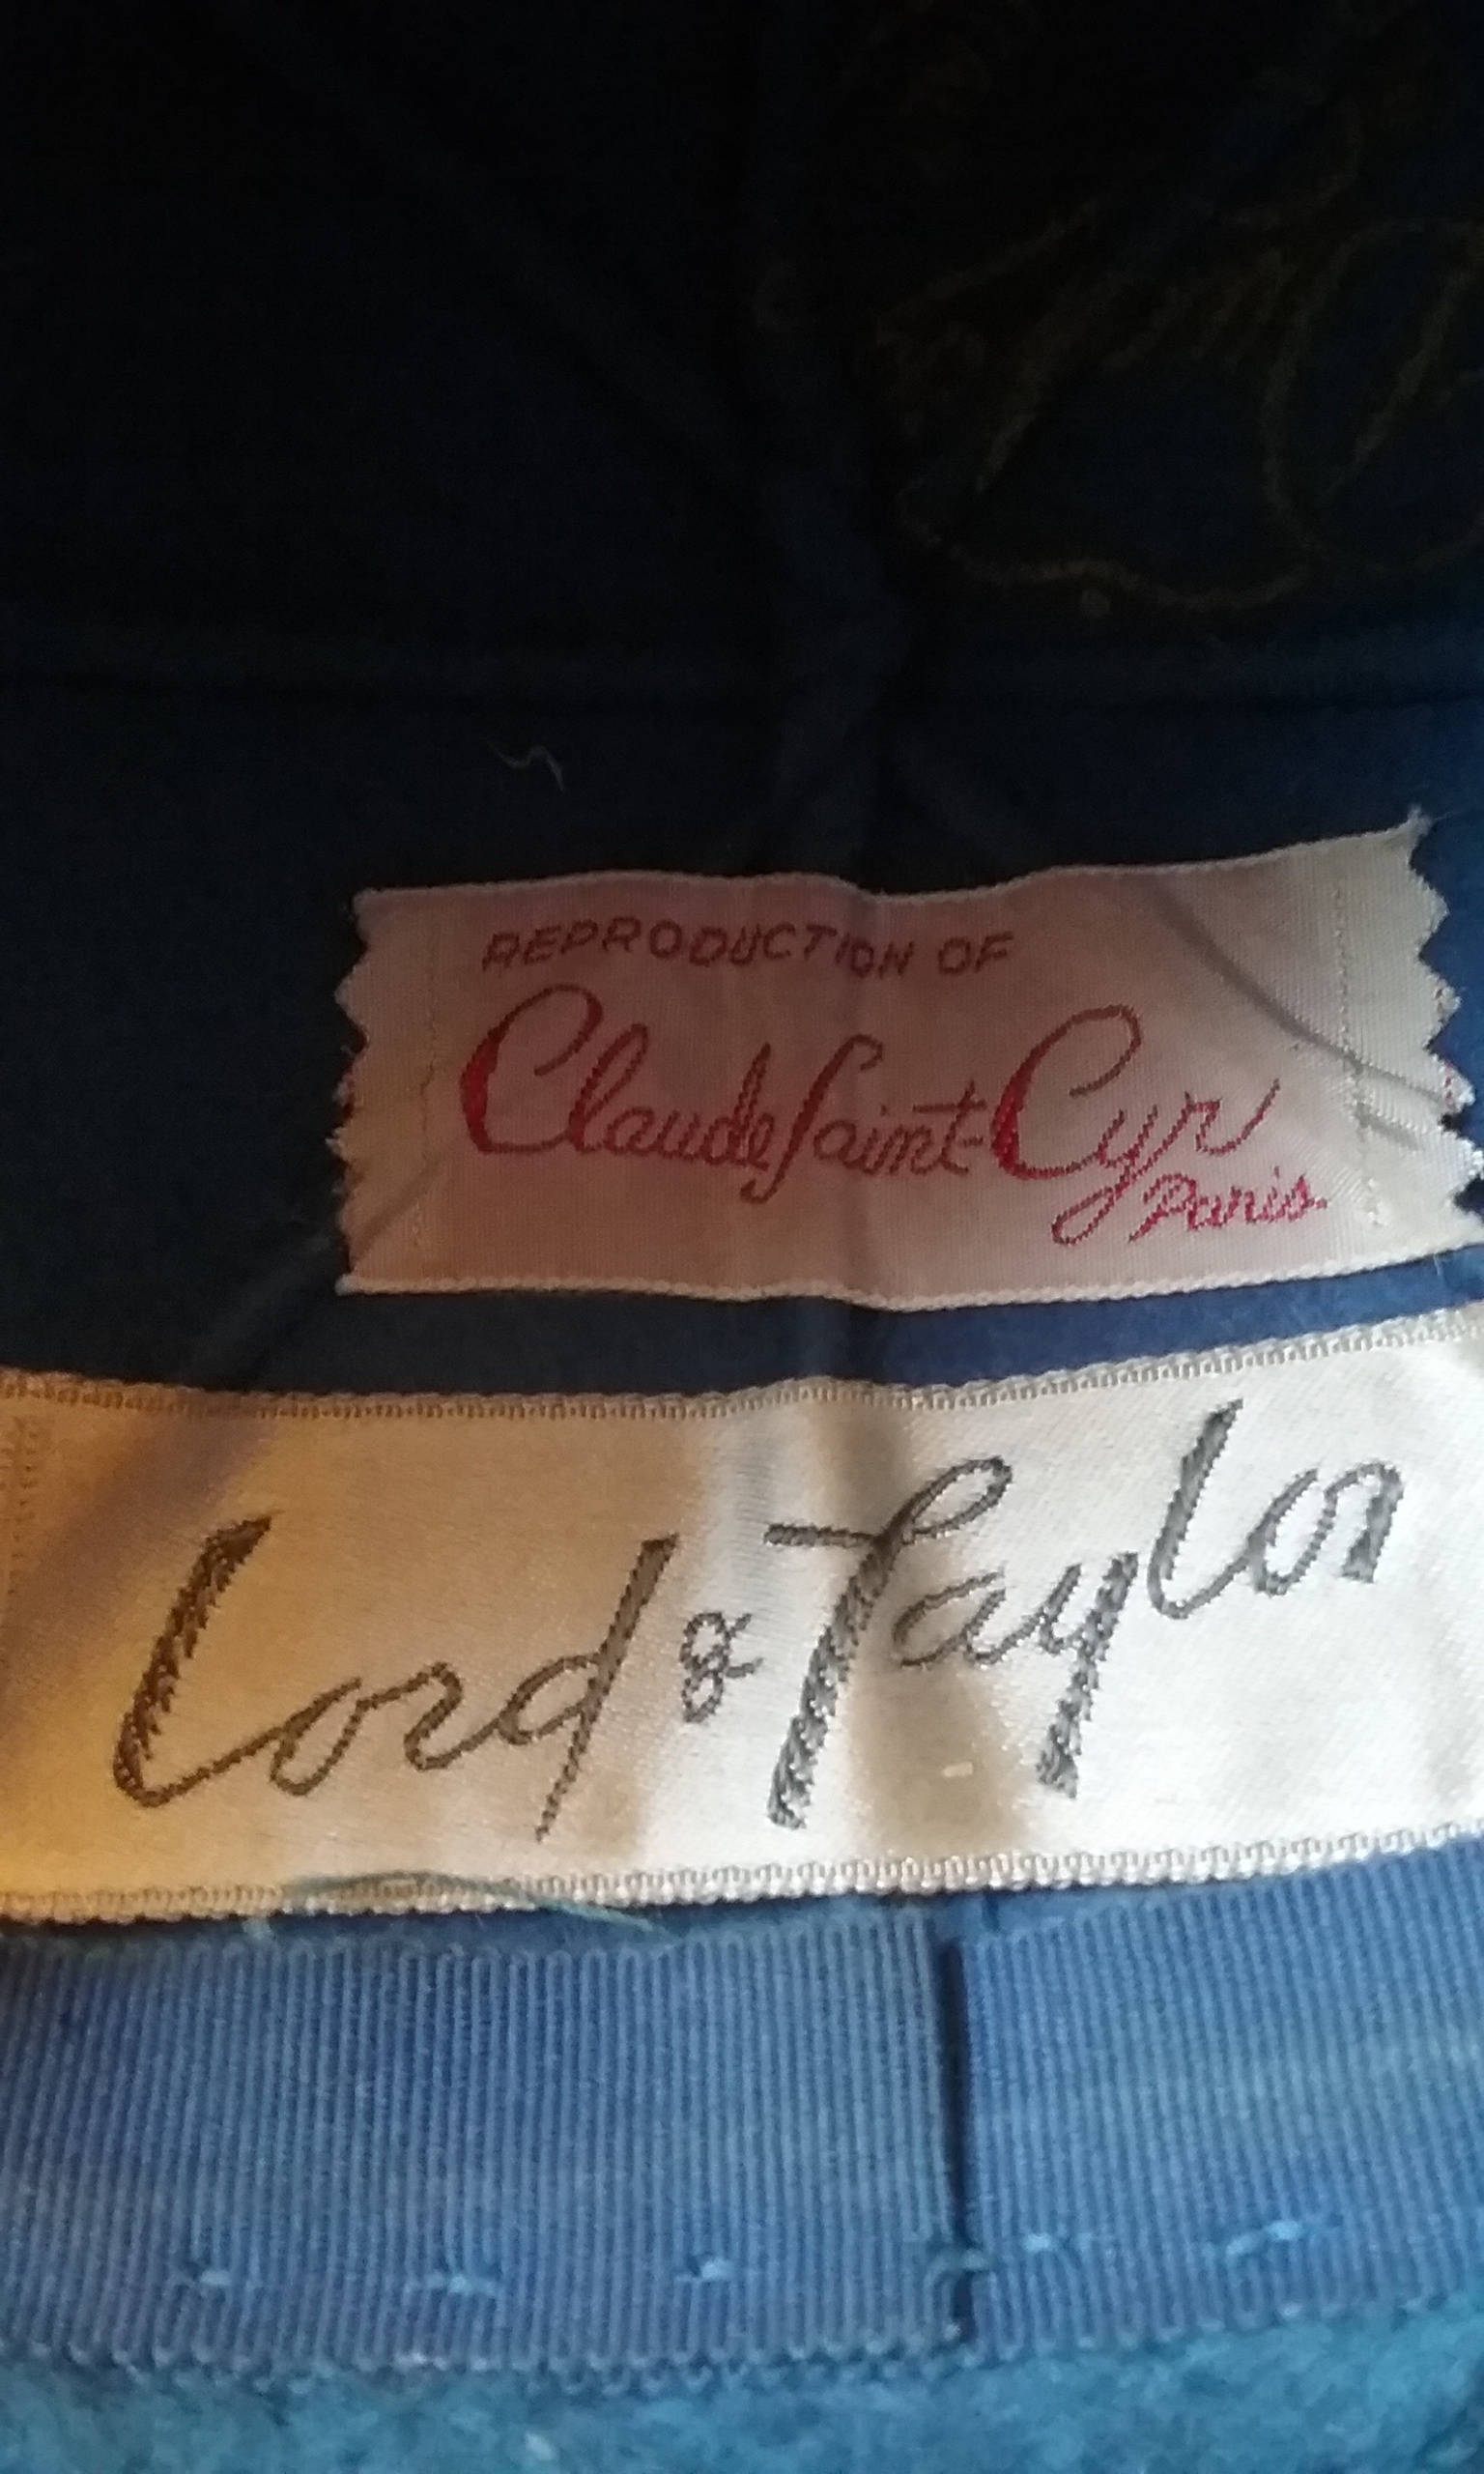 REPRODUCTION OF
Claude Saint-Cyr
Paris.
Lord & Taylor